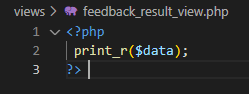 views > feedback_result_view.php
1 <?php
2 print_r($data);
3 ?>